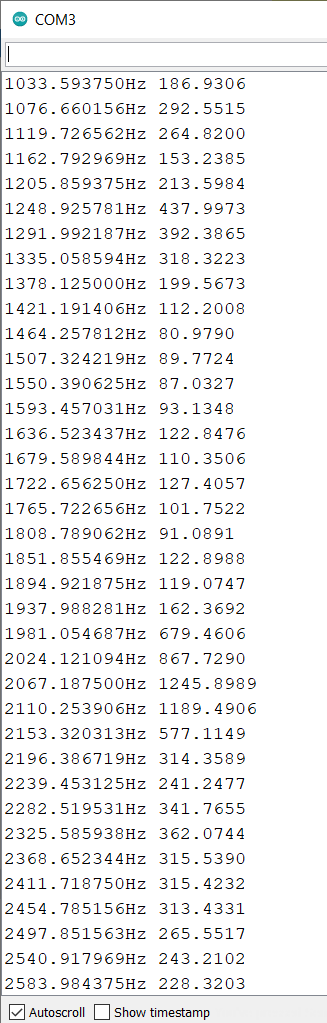 COM3
1033.593750Hz 186.9306
1076.660156Hz 292.5515
1119.726562Hz 264.8200
1162.792969Hz 153.2385
1205.859375Hz 213.5984
1248.925781Hz 437.9973
1291.992187Hz 392.3865
1335.058594Hz 318.3223
1378.125000Hz 199.5673
1421.191406Hz 112.2008
1464.257812Hz 80.9790
1507.324219Hz 89.7724
1550.390625Hz 87.0327
1593.457031Hz 93.1348
1636.523437Hz 122.8476
1679.589844Hz 110.3506
1722.656250Hz 127.4057
1765.722656Hz 101.7522
1808.789062Hz 91.0891
1851.855469Hz 122.8988
1894.921875Hz 119.0747
1937.988281Hz 162.3692
1981.054687Hz 679.4606
2024.121094Hz 867.7290
2067.187500Hz 1245.8989
2110.253906Hz 1189.4906
2153.320313Hz 577.1149
2196.386719Hz 314.3589
2239.453125Hz 241.2477
2282.519531Hz 341.7655
2325.585938Hz 362.0744
2368.652344Hz 315.5390
2411.718750Hz 315.4232
2454.785156Hz 313.4331
2497.851563Hz 265.5517
2540.917969Hz 243.2102
2583.984375Hz 228.3203
Autoscroll Show timestamp